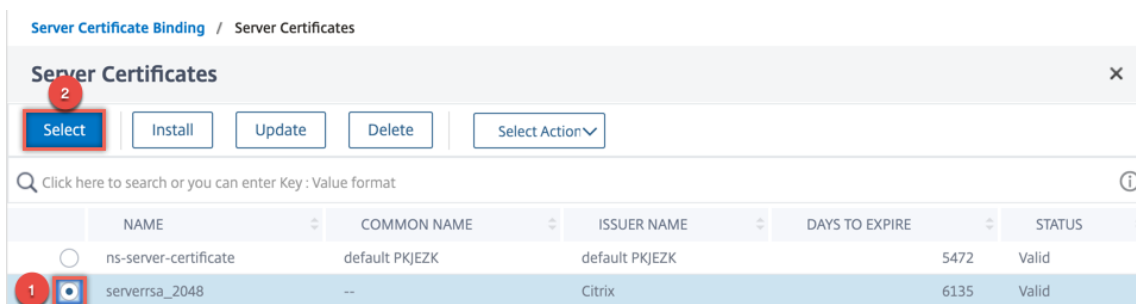 Server Certificate Binding / Server Certificates
Server Certificates
2
Select Install Update Delete Select Action
Click here to search or you can enter Key : Value format
NAME COMMON NAME ISSUER NAME DAYS TO EXPIRE STATUS
ns-server-certificate default PKJEZK default PKJEZK 5472 Valid
1 serverrsa_2048 -- Citrix 6135 Valid